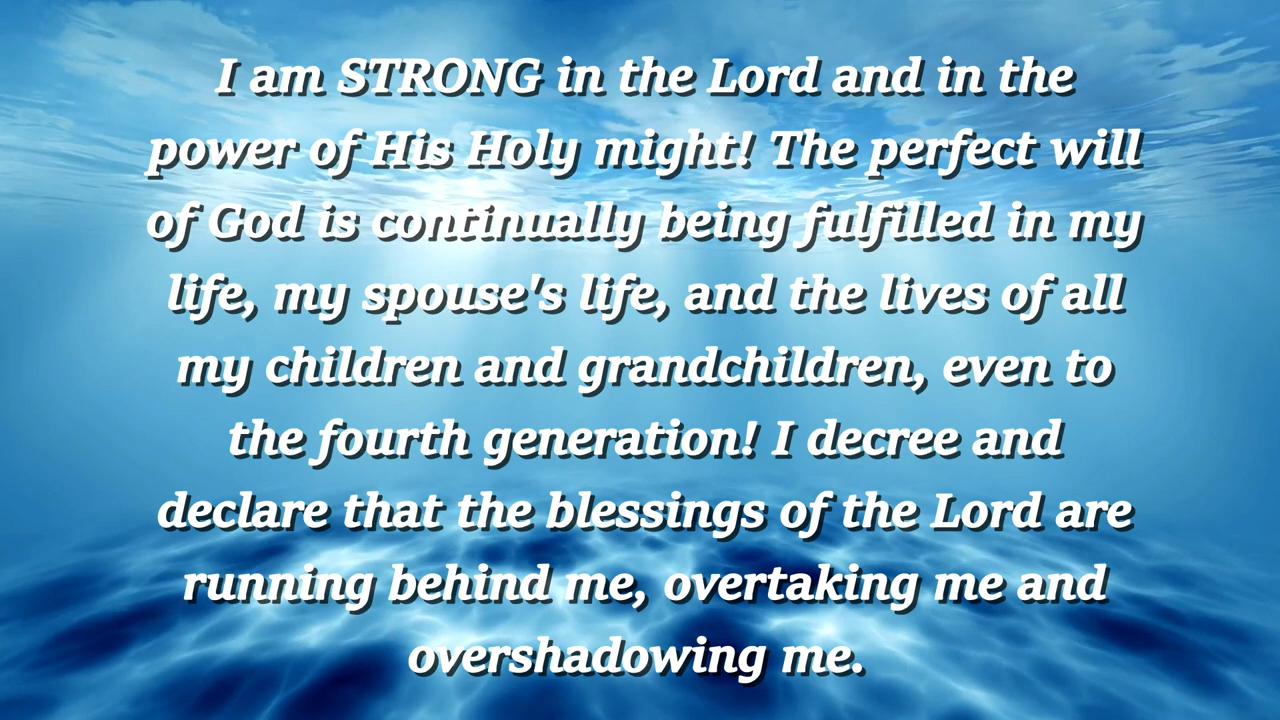 I am STRONG in the Lord and in the
power of His Holy might! The perfect will
of God is continually being fulfilled in my
life, my spouse's life, and the lives of all
my children and grandchildren, even to
the fourth generation! I decree and
declare that the blessings of the Lord are
running behind me, overtaking me and
overshadowing me.